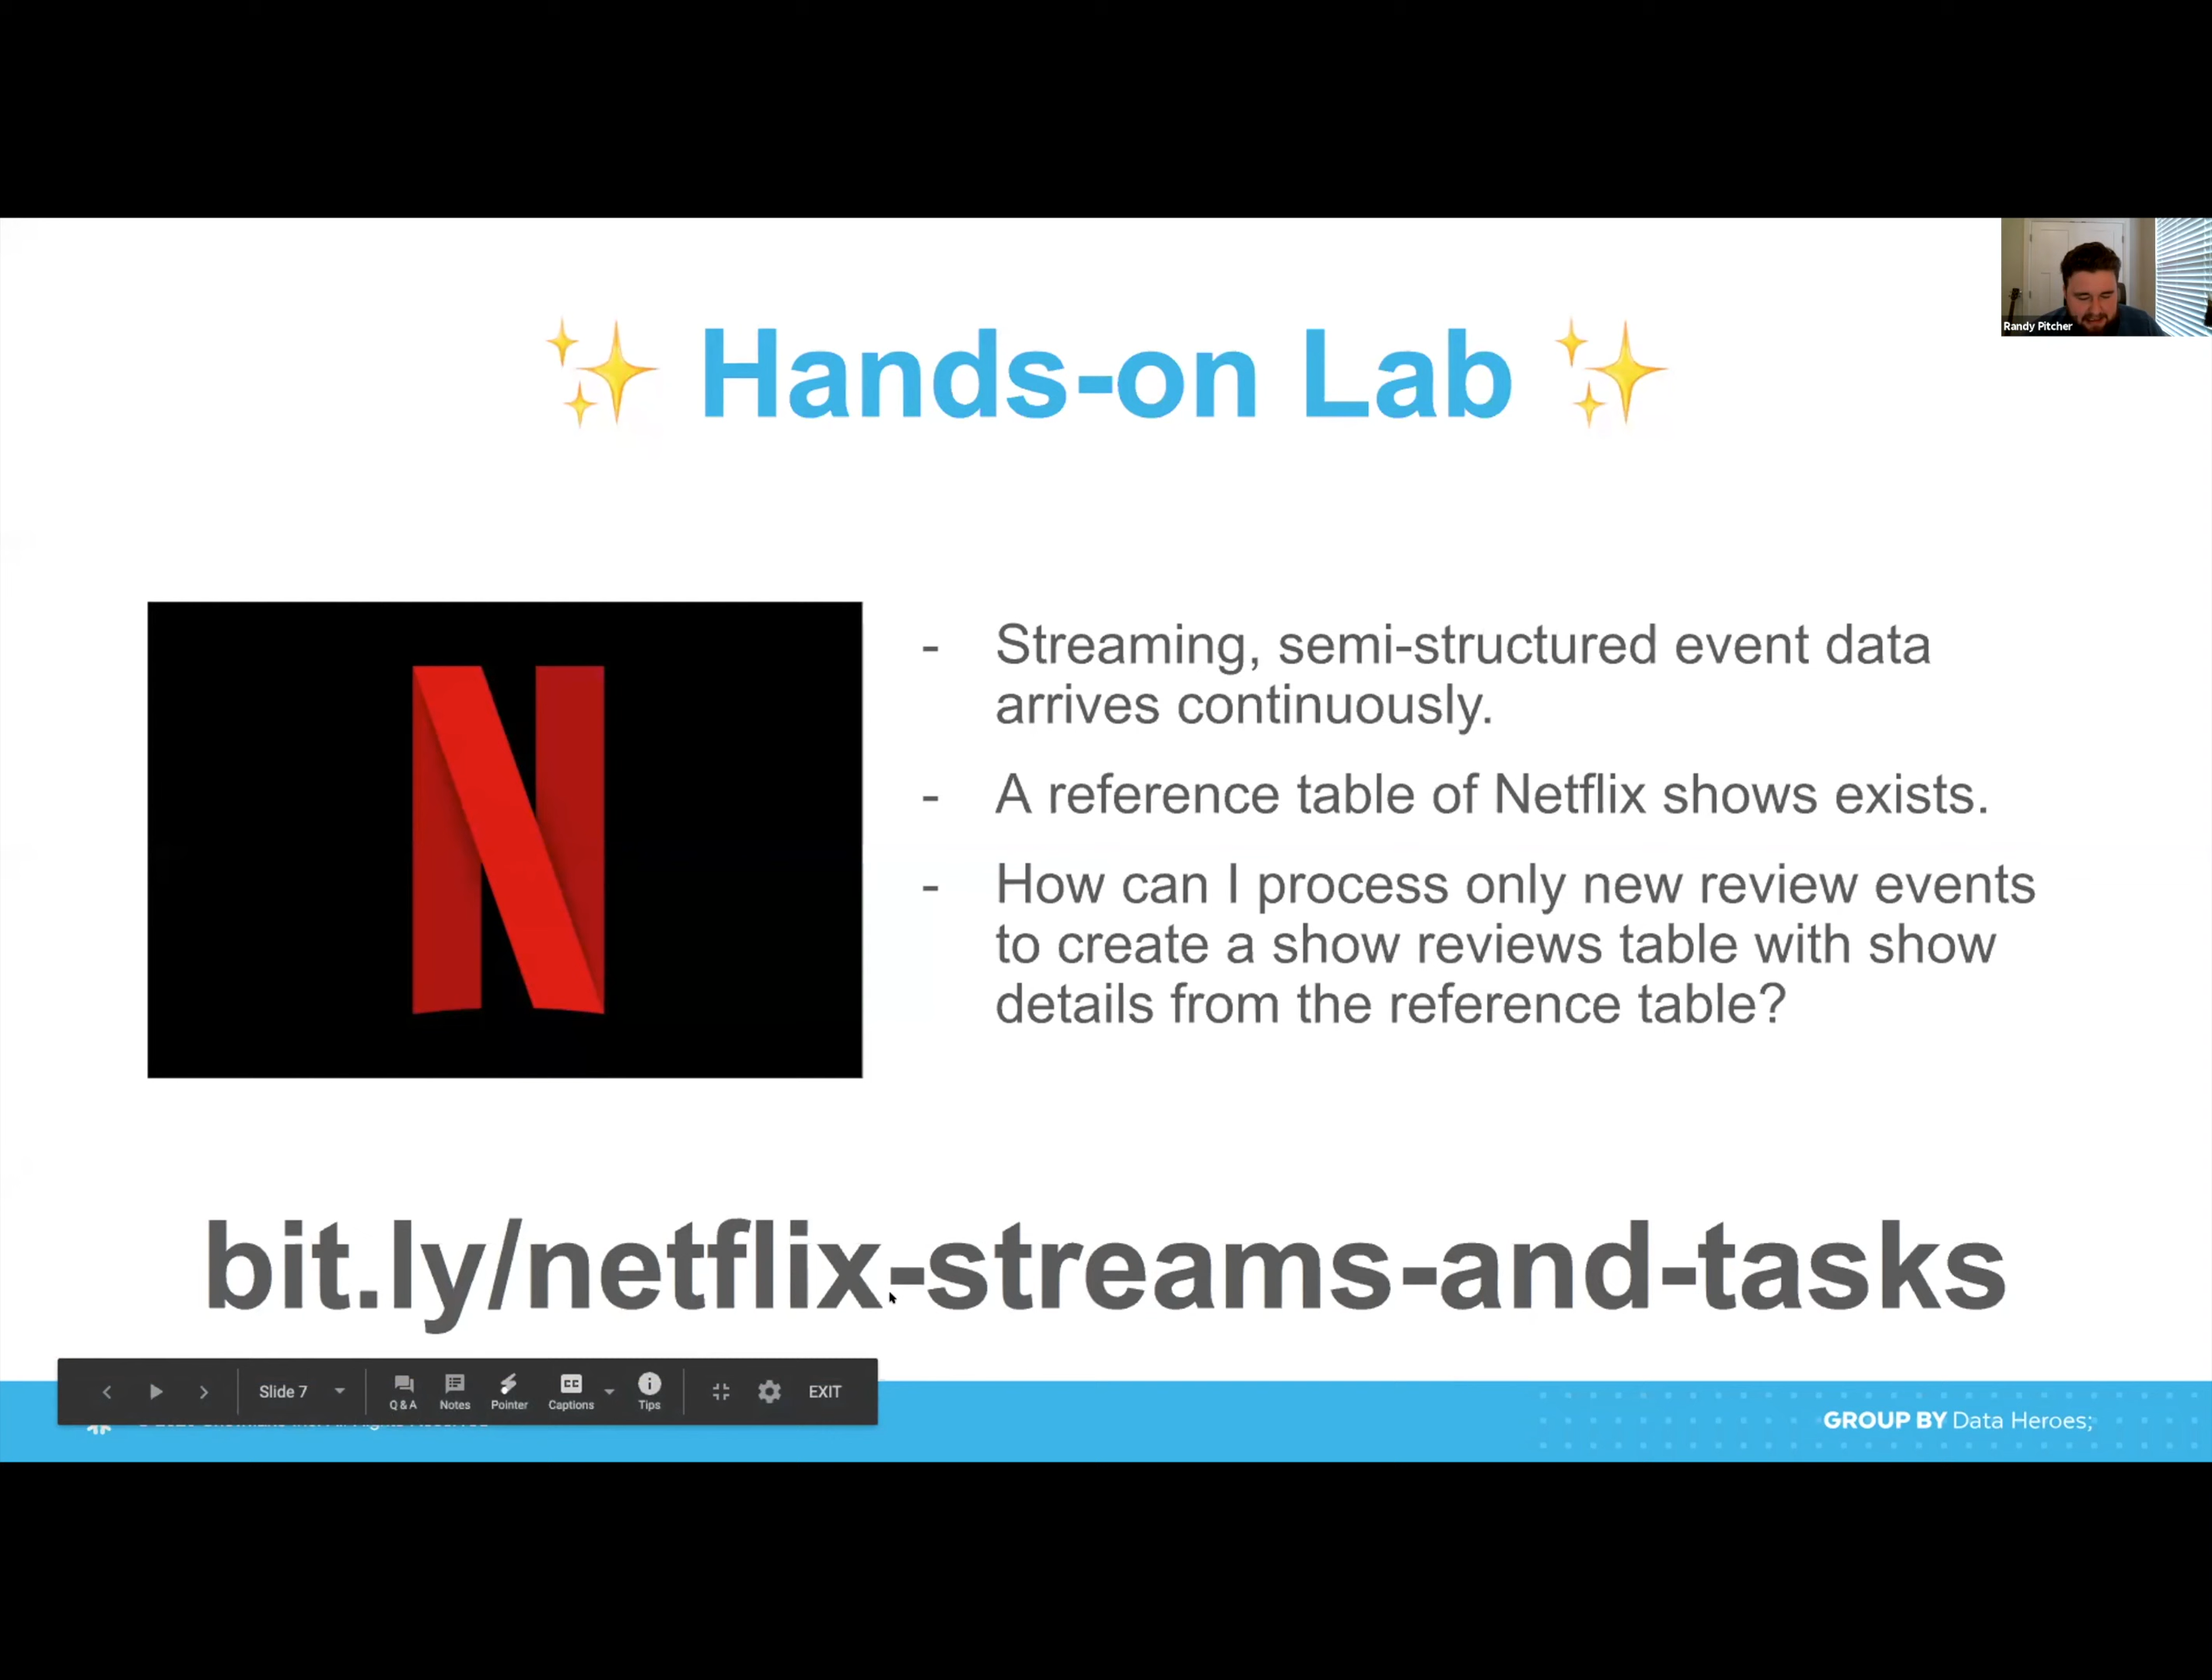 Randy Pitcher
✨ Hands-on Lab ✨
N
- Streaming, semi-structured event data
arrives continuously.
- A reference table of Netflix shows exists.
- How can I process only new review events
to create a show reviews table with show
details from the reference table?
bit.ly/netflix-streams-and-tasks
Slide 7
Q & A
Notes
Pointer
CC
Captions
Tips
EXIT
GROUP BY Data Heroes;